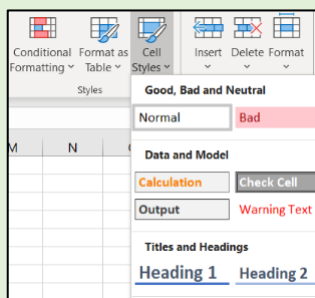 Conditional Format as Cell Insert Delete Format
Formatting Table Styles
Styles
Good, Bad and Neutral
Normal Bad
Data and Model
Calculation Check Cell
Output Warning Text
Titles and Headings
Heading 1 Heading 2
M N